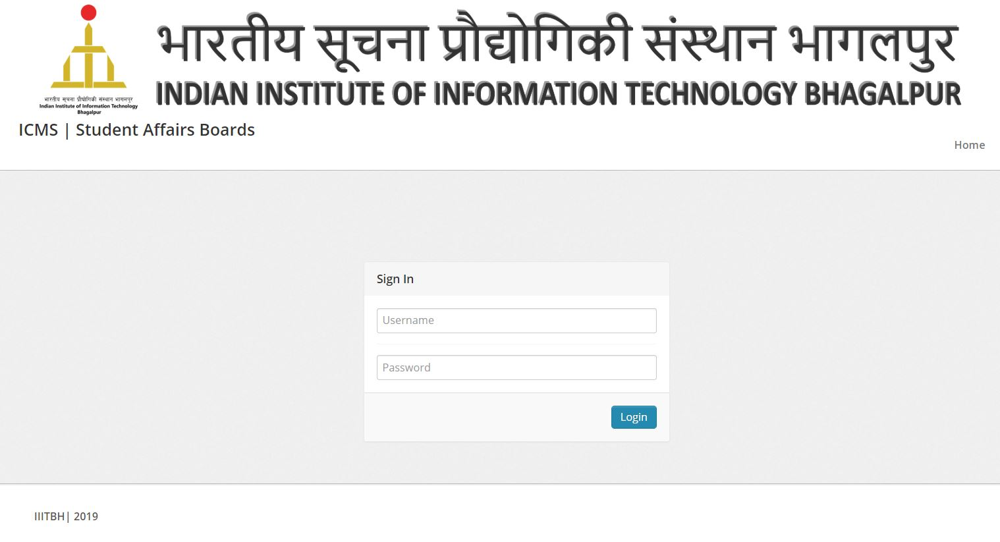 भारतीय सूचना प्रौद्योगिकी संस्थान भागलपुर
INDIAN INSTITUTE OF INFORMATION TECHNOLOGY BHAGALPUR
भारतीय सूचना प्रौद्योगिकी संस्थान भागलपुर
Indian Institute of Information Technology
Bhagalpur
ICMS | Student Affairs Boards
Home
Sign In
Username
Password
Login
IIITBH| 2019